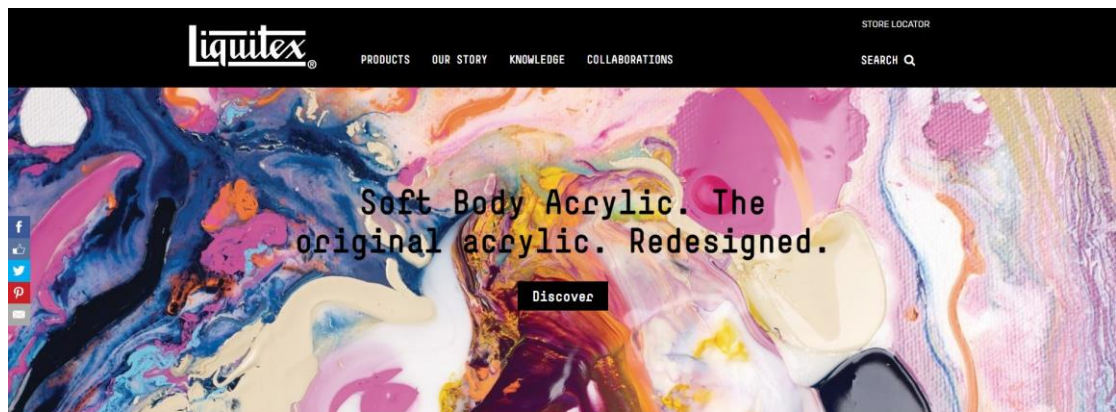 STORE LOCATOR
Liquitex®
PRODUCTS OUR STORY KNOWLEDGE COLLABORATIONS
SEARCH
Soft Body Acrylic. The
original acrylic. Redesigned.
Discover